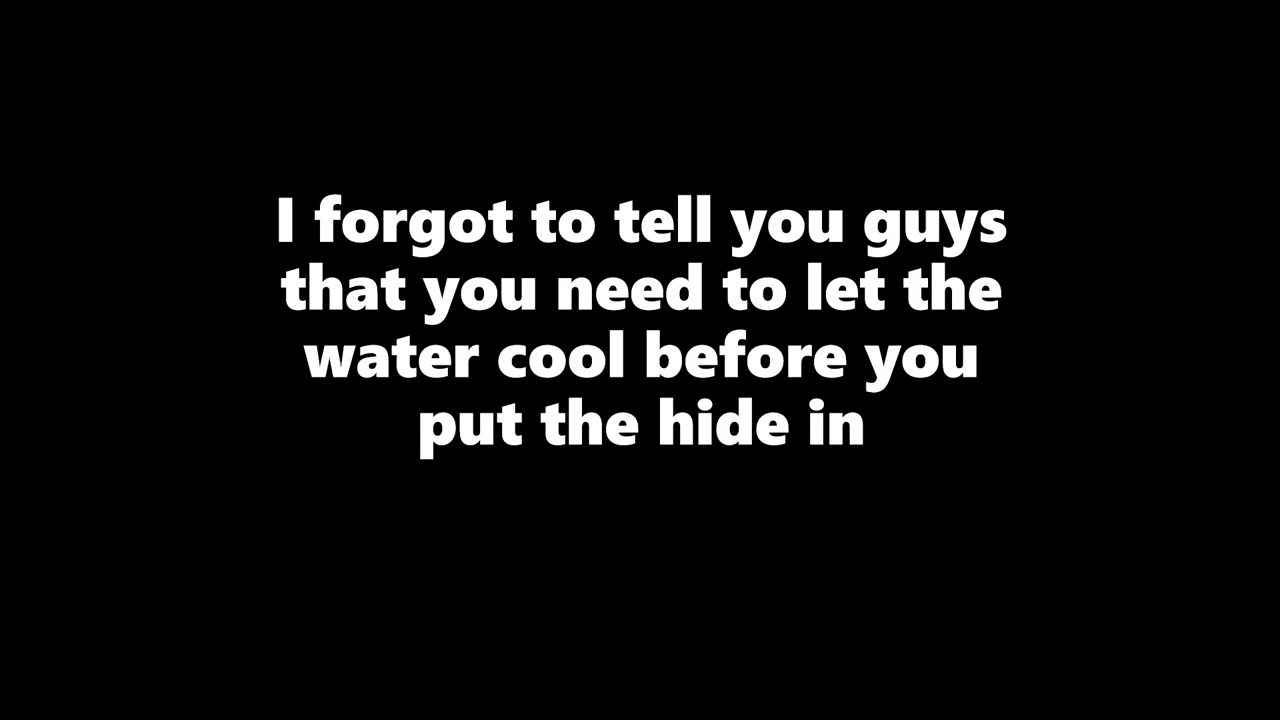 I forgot to tell you guys
that you need to let the
water cool before you
put the hide in